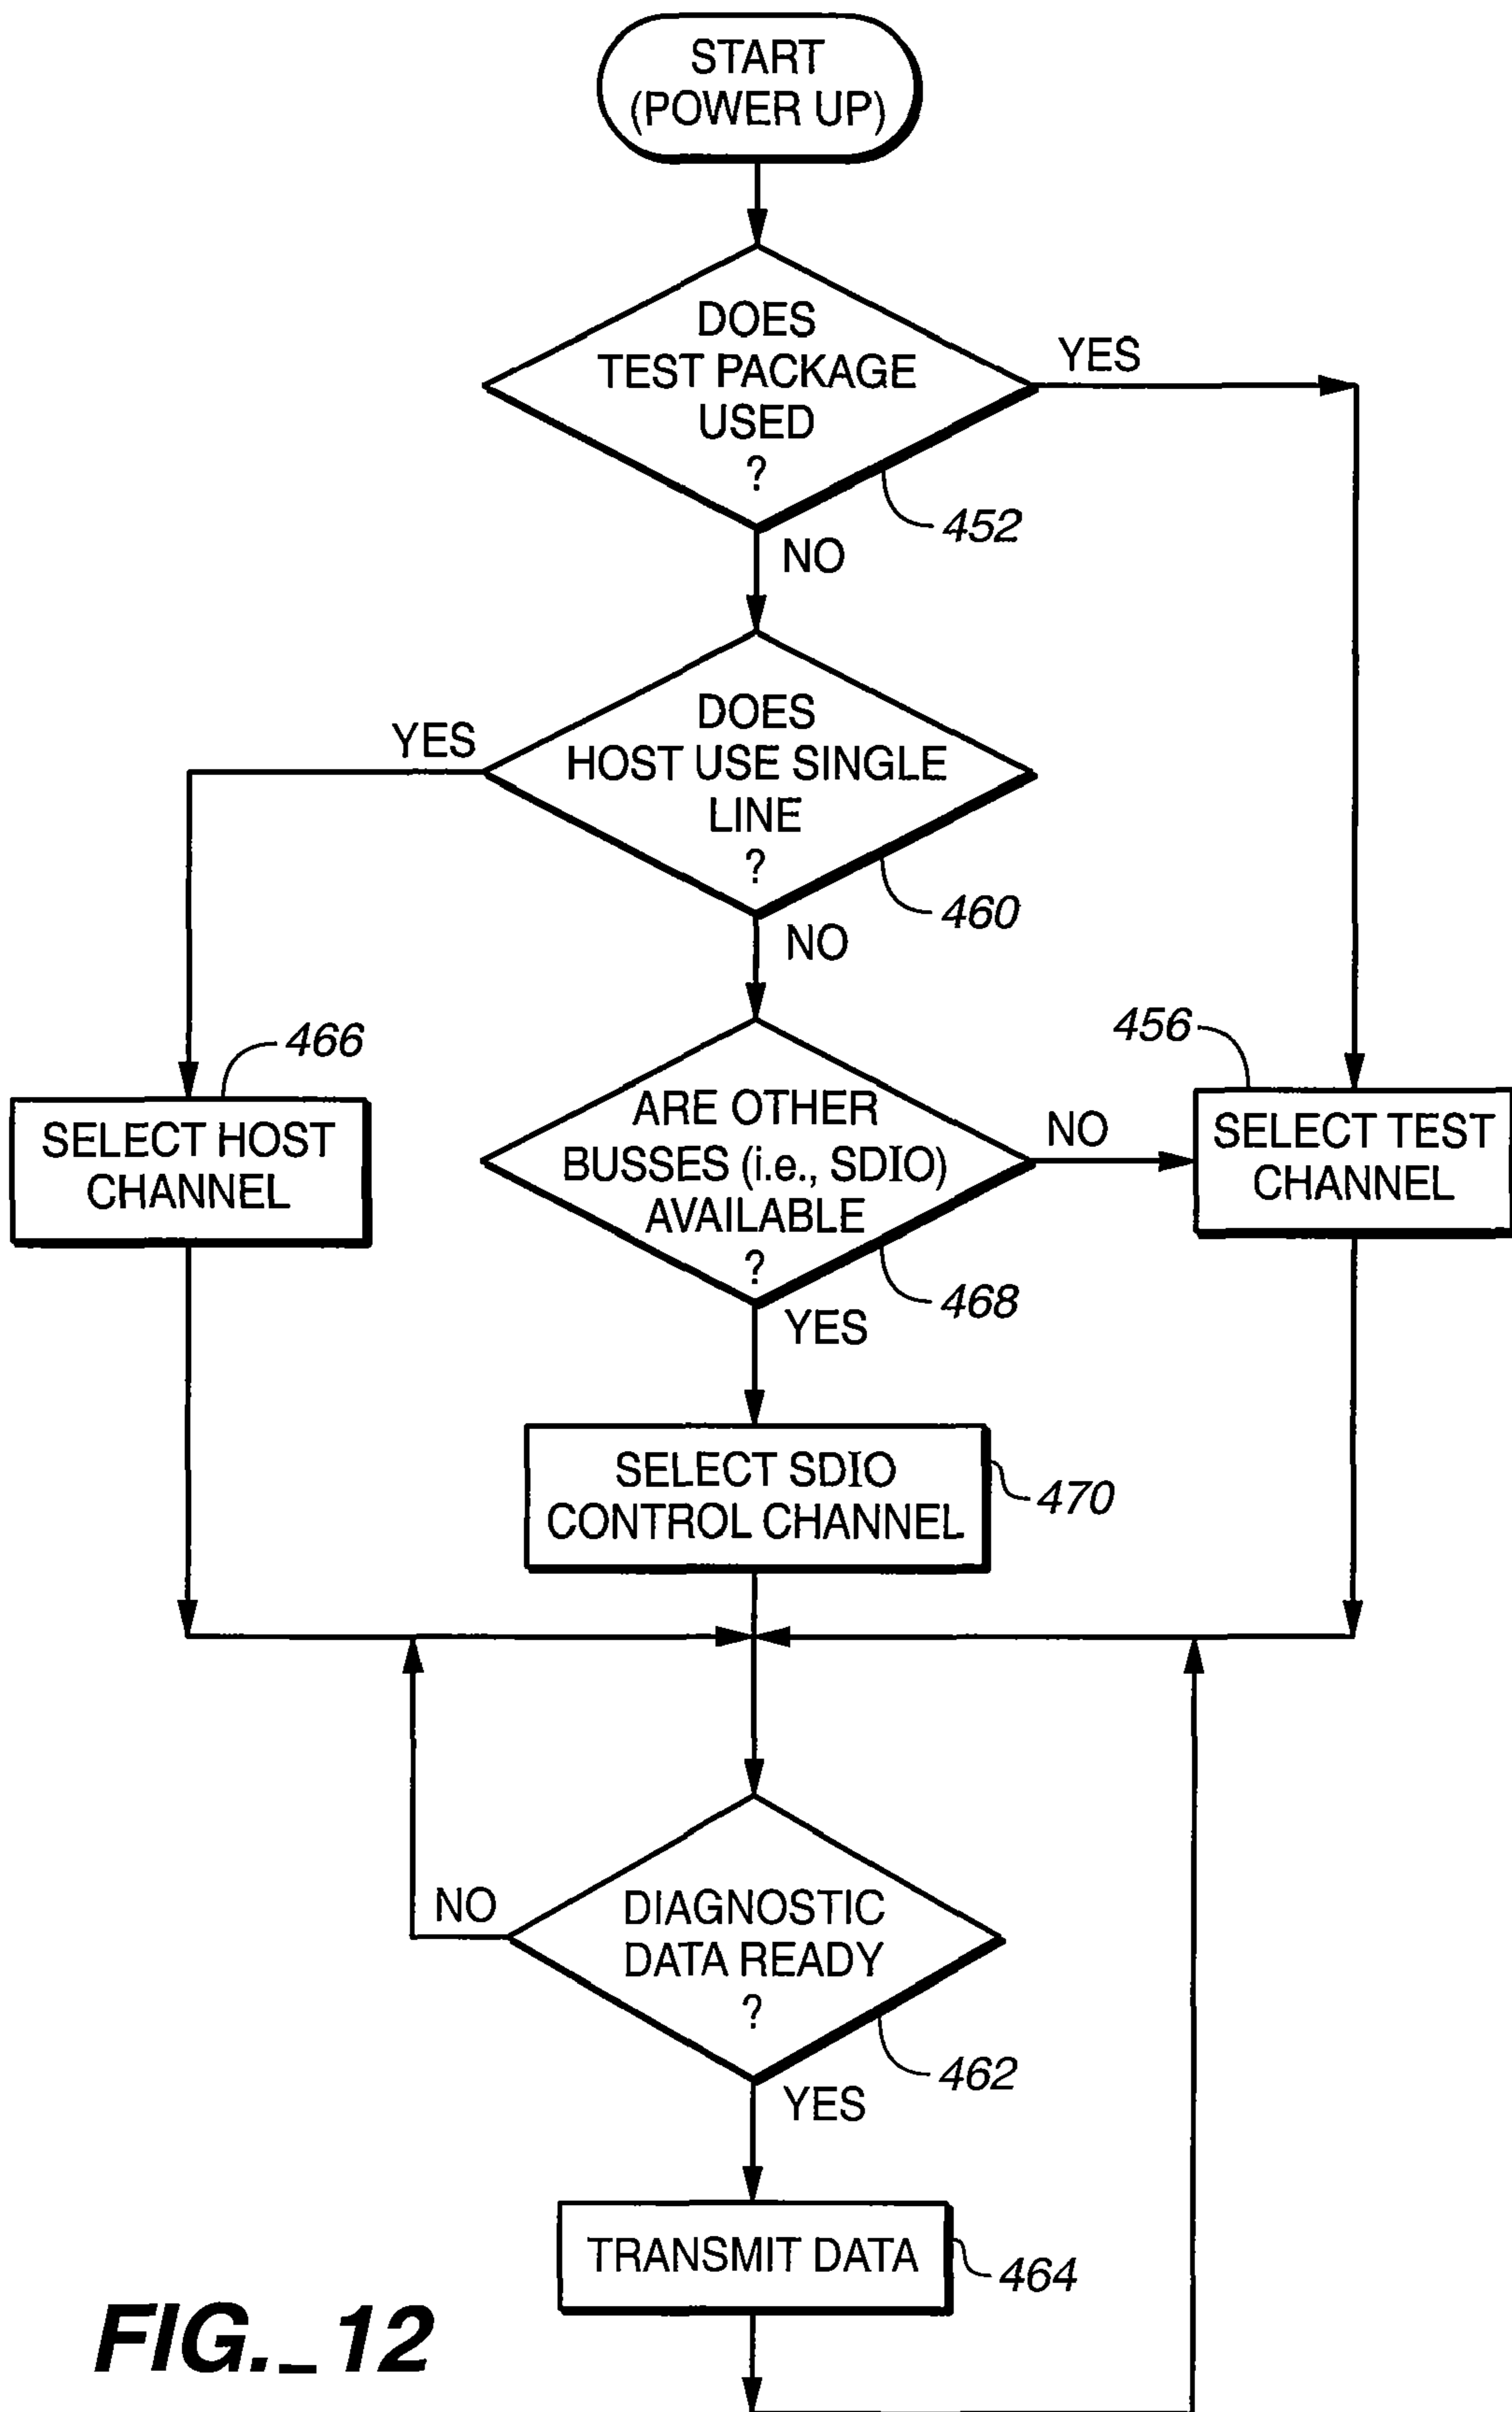 START
(POWER UP)
DOES
TEST PACKAGE
USED
?
YES
452
NO
DOES
HOST USE SINGLE
LINE
?
YES
460
NO
466
456
SELECT HOST
CHANNEL
ARE OTHER
BUSSES (i.e., SDIO)
AVAILABLE
?
NO
SELECT TEST
CHANNEL
468
YES
SELECT SDIO
CONTROL CHANNEL
470
DIAGNOSTIC
DATA READY
?
NO
462
YES
TRANSMIT DATA
464
FIG._12